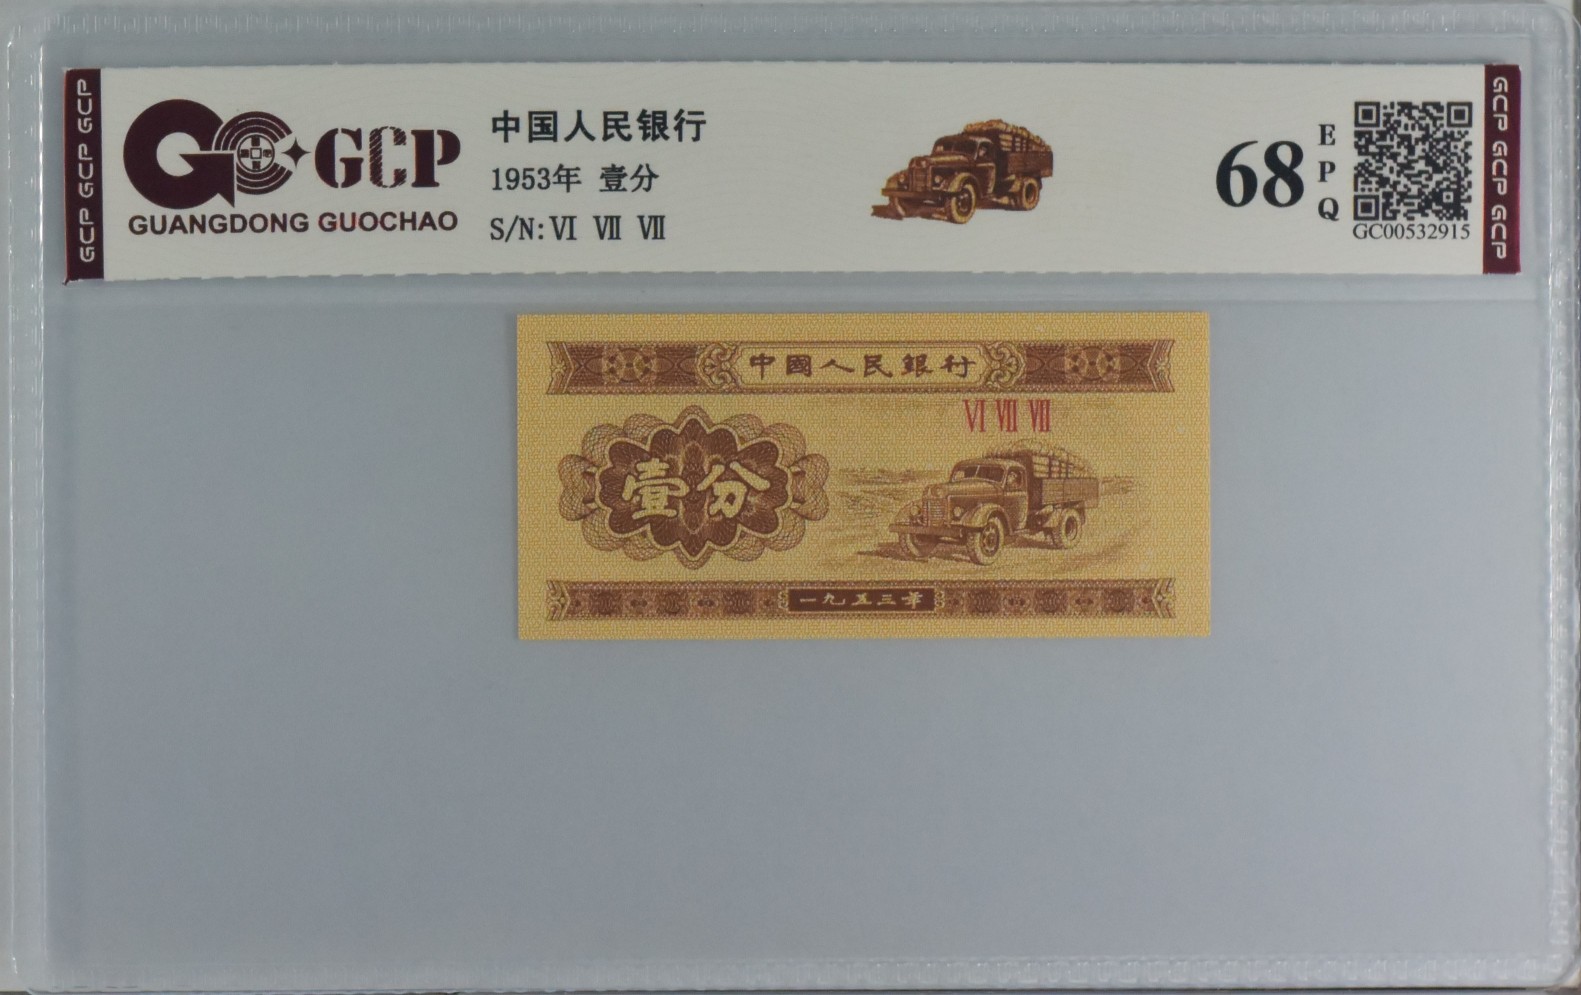 GCP GCP GCP
GCP
GUANGDONG GUOCHAO
中国人民银行
1953年 壹分
S/N:Ⅵ Ⅶ Ⅶ
68
EPQ
GC00532915
GCP GCP GCP
中國人民銀行
Ⅵ Ⅶ Ⅶ
壹分
一九五三年